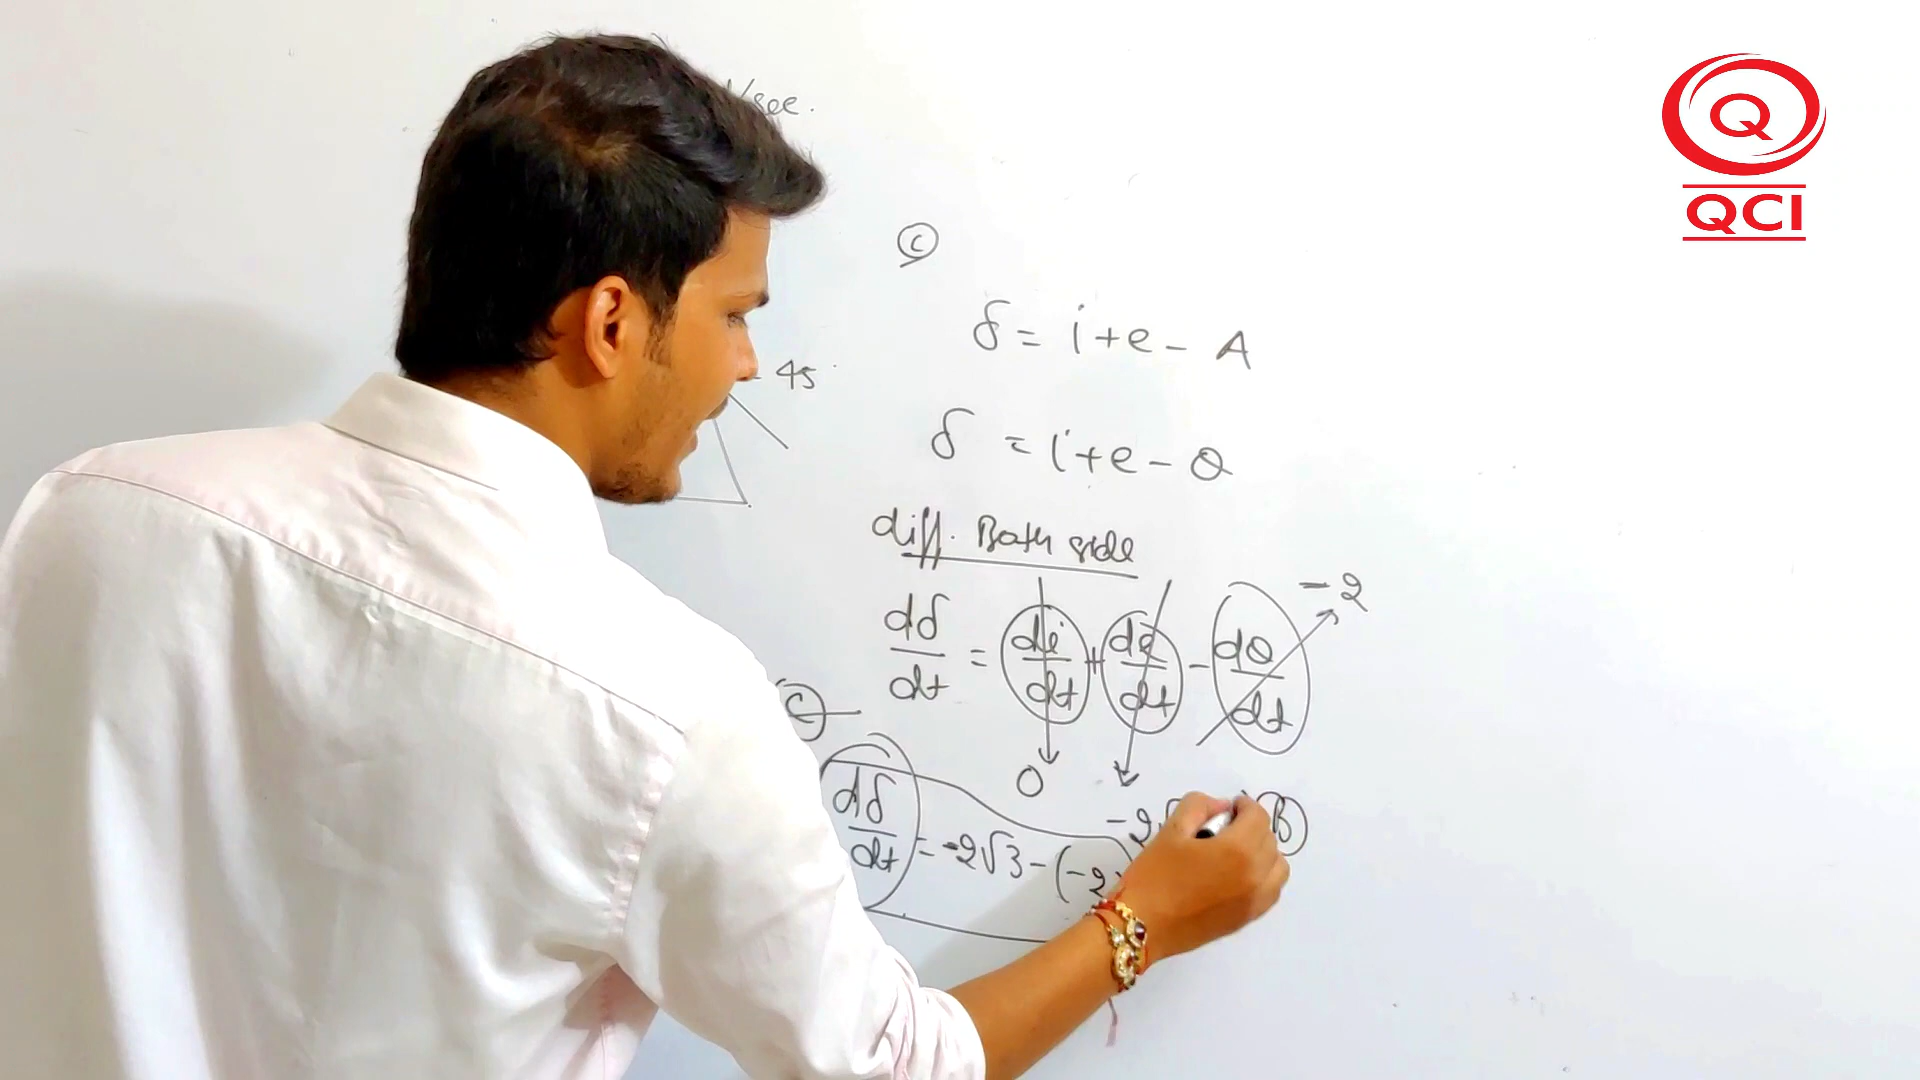 /sec.
Q
QCI
C
δ = i + e - A
- 45
δ = i + e - θ
diff. Both side
- 2
dδ/dt = di/dt + de/dt - dθ/dt
C
0
dδ/dt = -2√3 - (-2
-2√
B